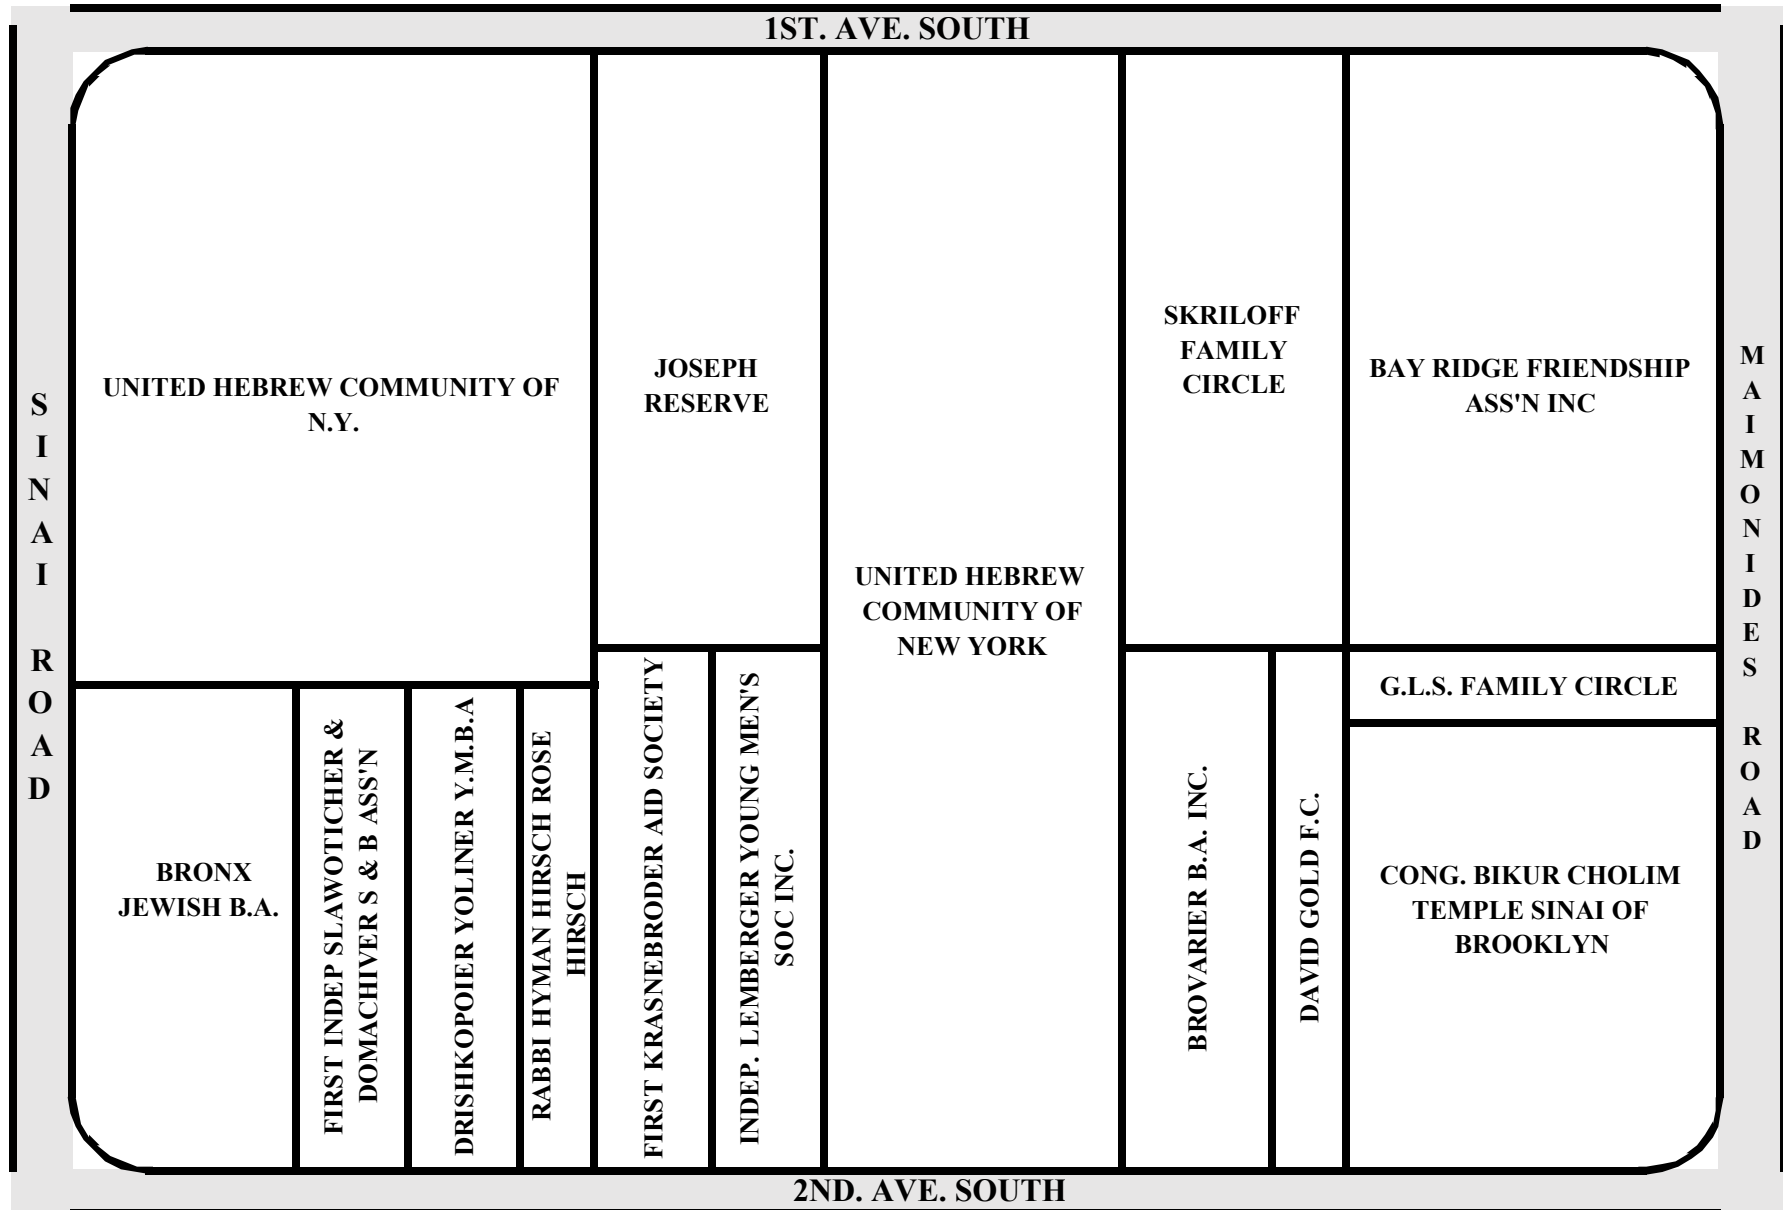 1ST. AVE. SOUTH
SINAI ROAD
UNITED HEBREW COMMUNITY OF
N.Y.
JOSEPH
RESERVE
UNITED HEBREW
COMMUNITY OF
NEW YORK
SKRILOFF
FAMILY
CIRCLE
BAY RIDGE FRIENDSHIP
ASS'N INC
MAIMONIDES ROAD
G.L.S. FAMILY CIRCLE
BRONX
JEWISH B.A.
FIRST INDEP SLAWOTICHER &
DOMACHIVER S & B ASS'N
DRISHKOPOIER YOLINER Y.M.B.A
RABBI HYMAN HIRSCH ROSE
HIRSCH
FIRST KRASNEBRODER AID SOCIETY
INDEP. LEMBERGER YOUNG MEN'S
SOC INC.
BROVARIER B.A. INC.
DAVID GOLD F.C.
CONG. BIKUR CHOLIM
TEMPLE SINAI OF
BROOKLYN
2ND. AVE. SOUTH